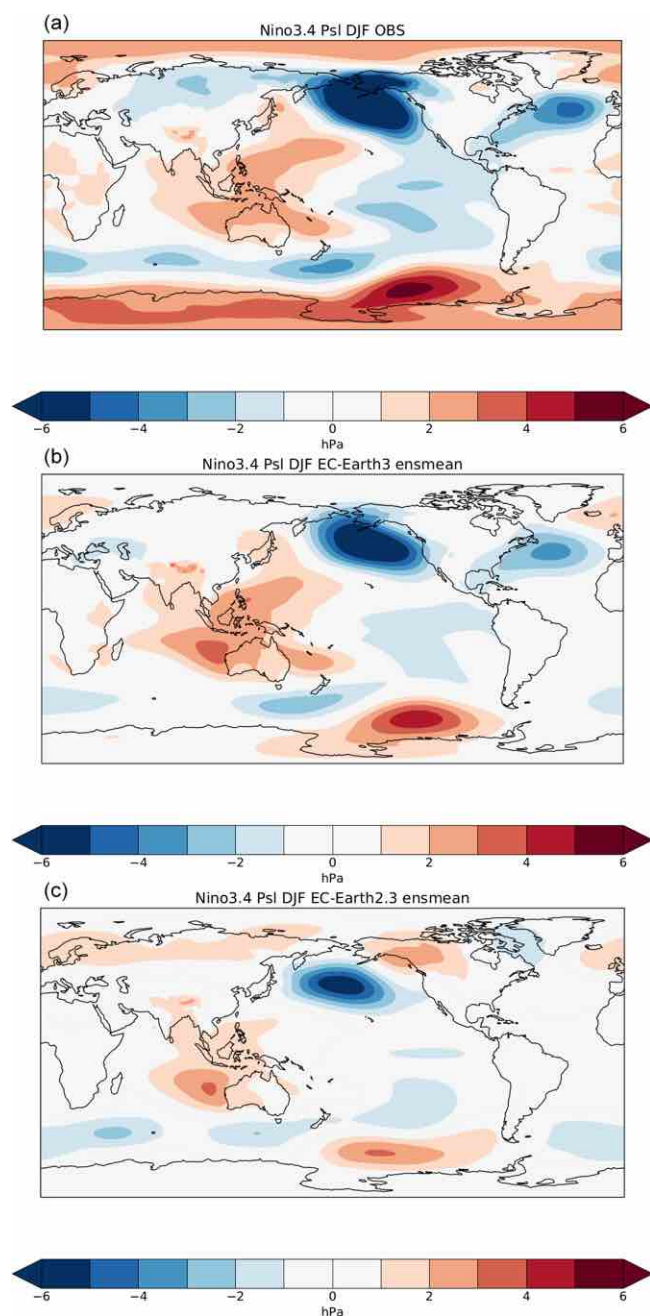 (a)
Nino3.4 Psl DJF OBS
−6 −4 −2 0 2 4 6
hPa
(b)
Nino3.4 Psl DJF EC-Earth3 ensmean
−6 −4 −2 0 2 4 6
hPa
(c)
Nino3.4 Psl DJF EC-Earth2.3 ensmean
−6 −4 −2 0 2 4 6
hPa